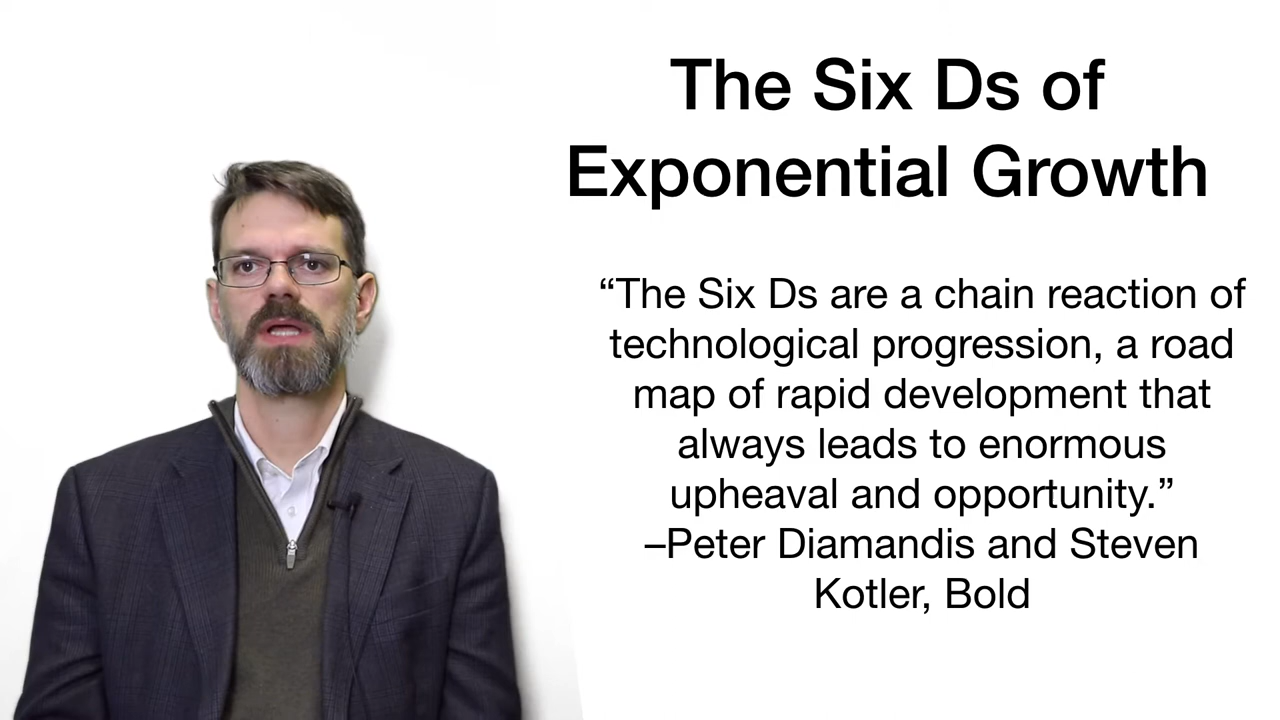 The Six Ds of
Exponential Growth
“The Six Ds are a chain reaction of
technological progression, a road
map of rapid development that
always leads to enormous
upheaval and opportunity.”
–Peter Diamandis and Steven
Kotler, Bold